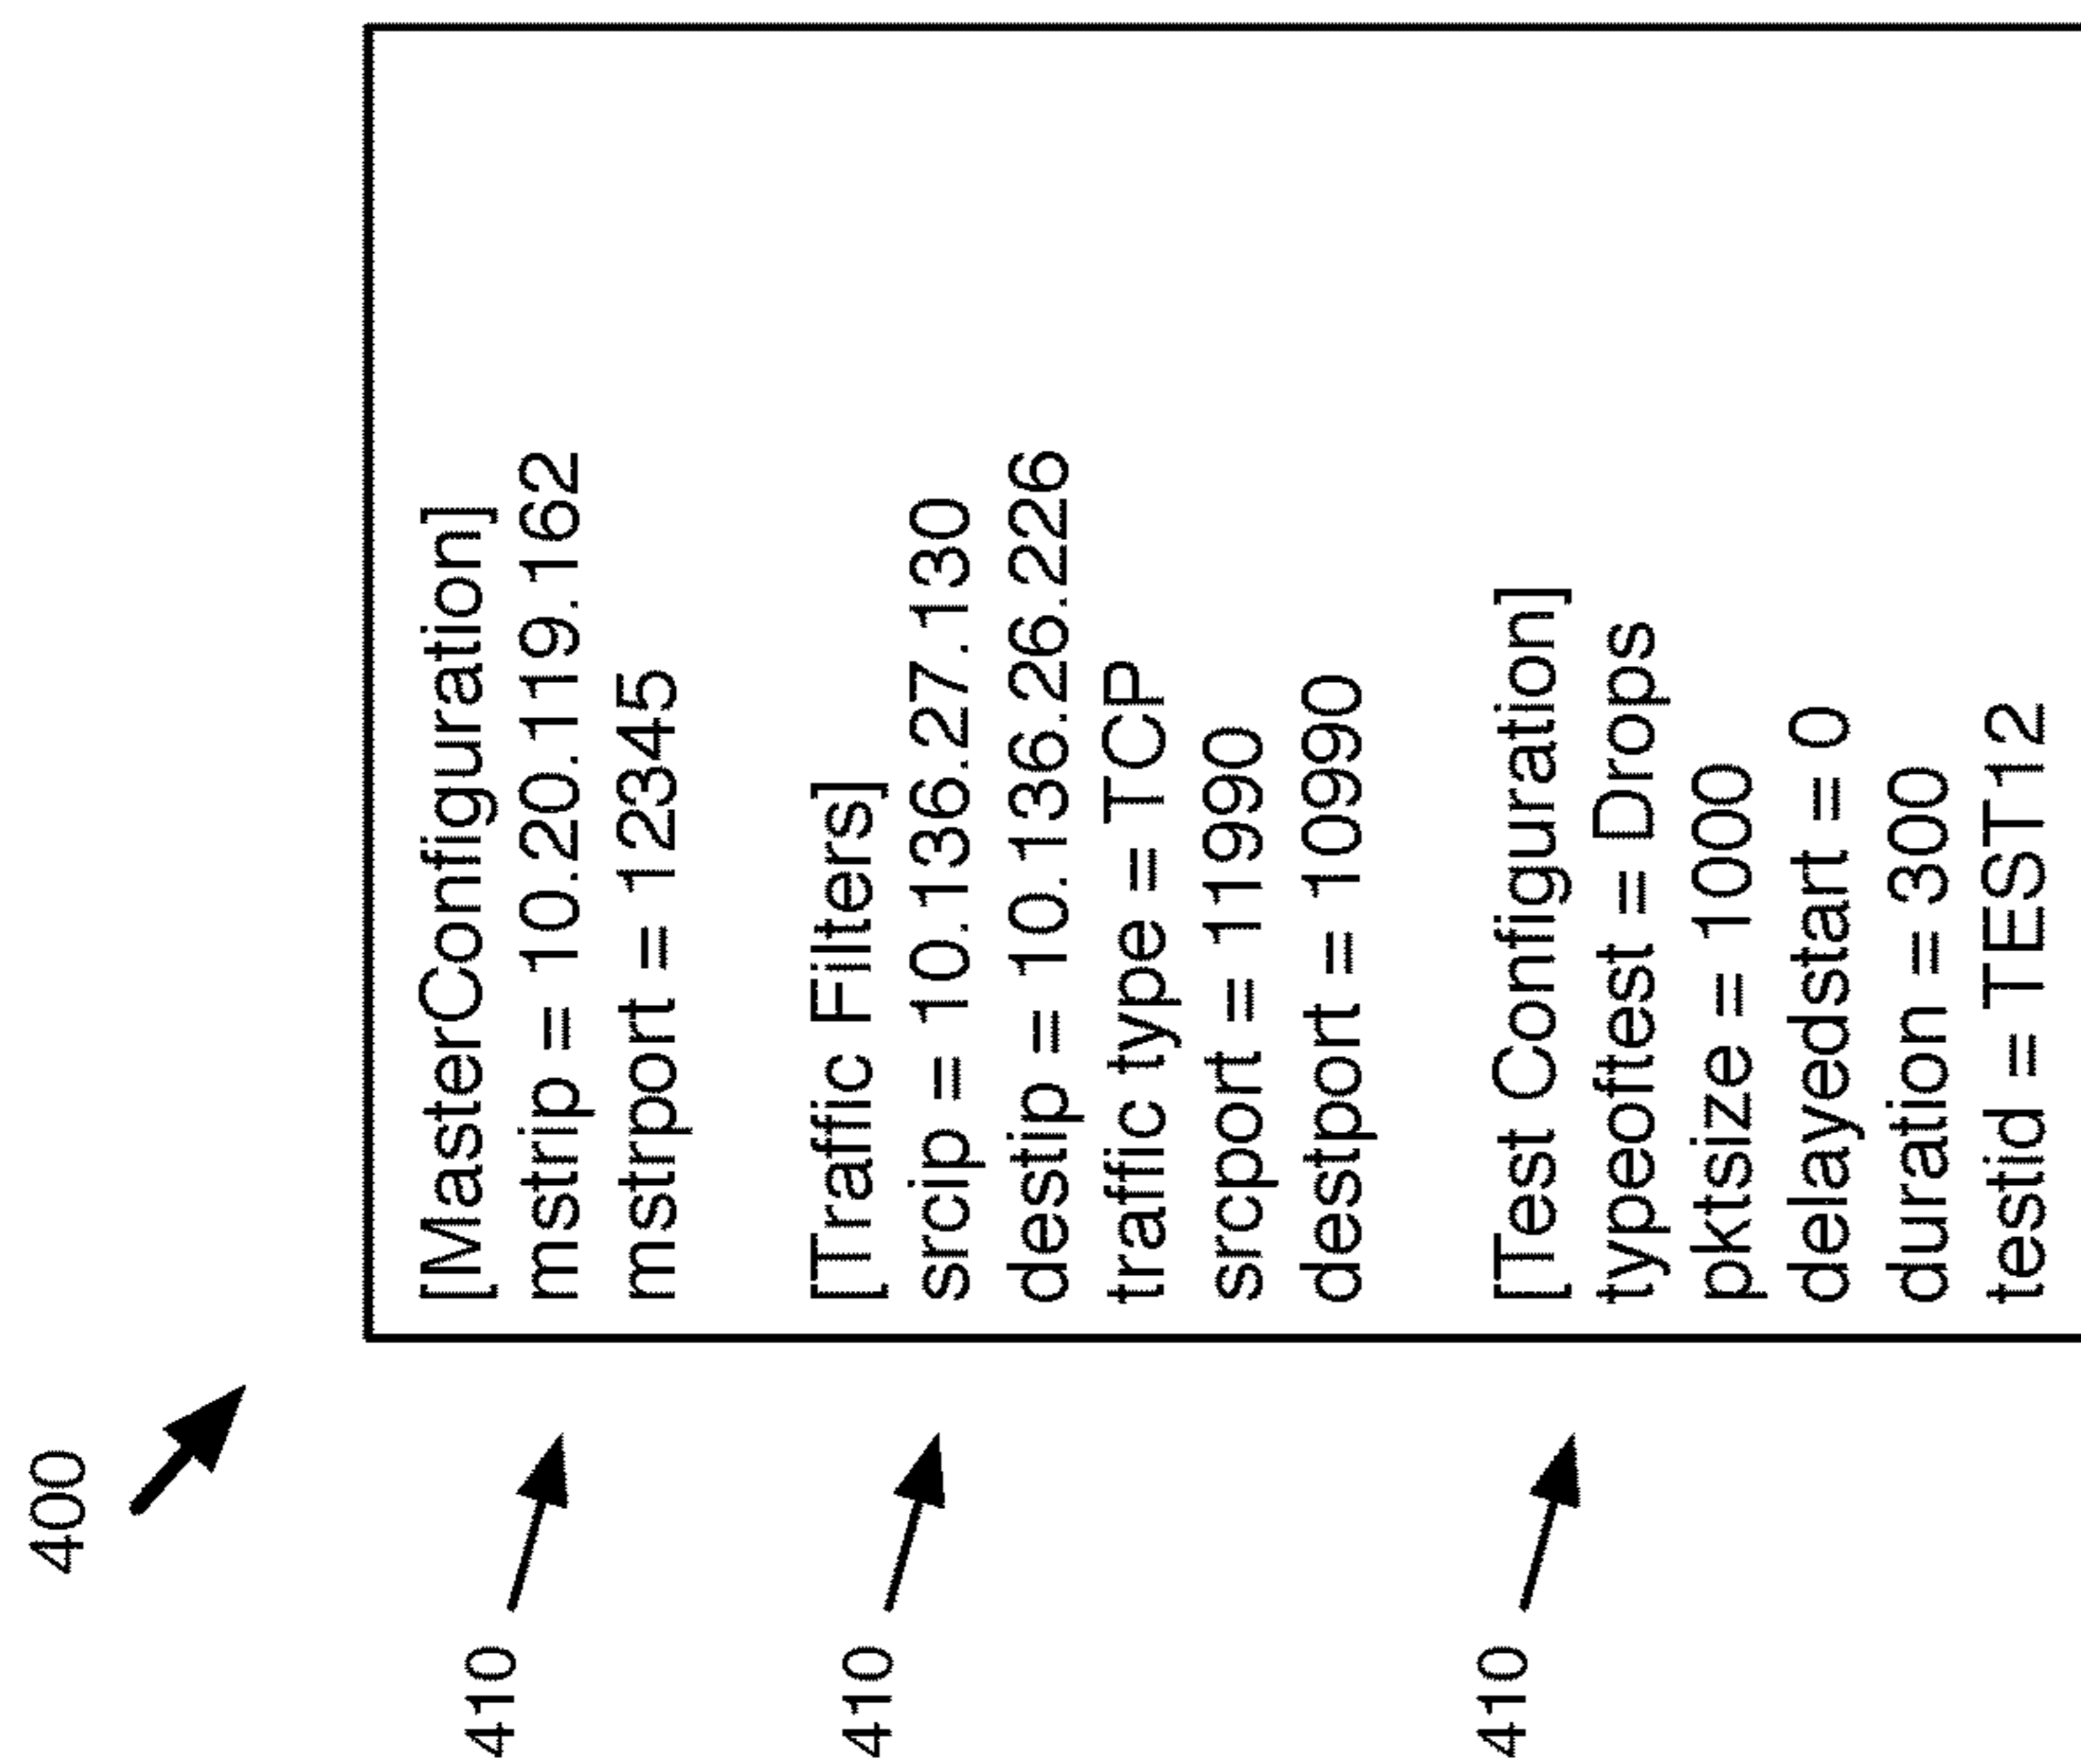 400
410
[MasterConfiguration]
mstrip = 10.20.119.162
mstrport = 12345
410
[Traffic Filters]
srcip = 10.136.27.130
destip = 10.136.26.226
traffic type = TCP
srcport = 11990
destport = 10990
410
[Test Configuration]
typeoftest = Drops
pktsize = 1000
delayedstart = 0
duration = 300
testid = TEST12